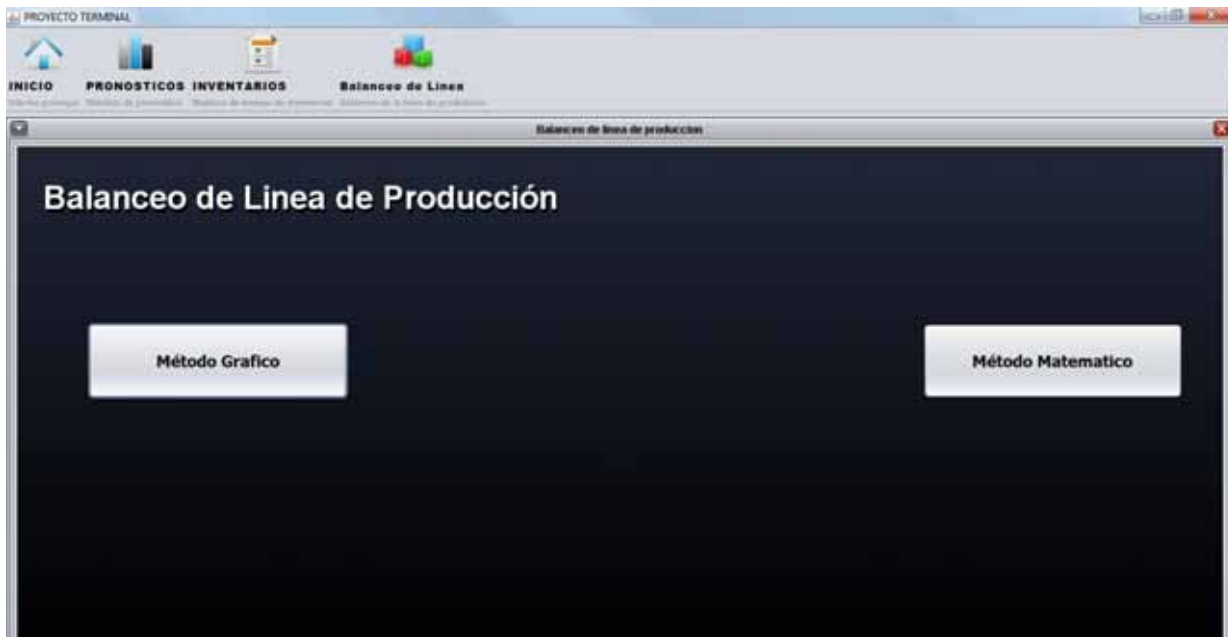 PROYECTO TERMINAL
INICIO
PRONOSTICOS
INVENTARIOS
Balanceo de Linea
Balanceo de linea de produccion
Balanceo de Linea de Producción
Método Grafico
Método Matematico